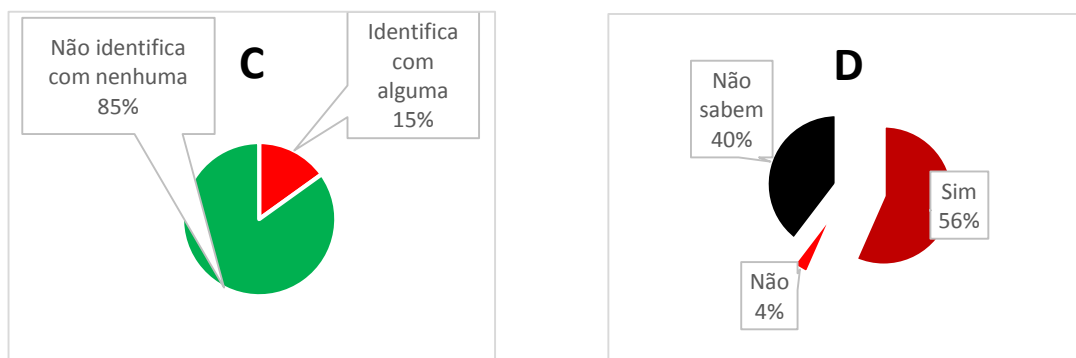 C
Não identifica
com nenhuma
85%
Identifica
com
alguma
15%
D
Não
sabem
40%
Sim
56%
Não
4%